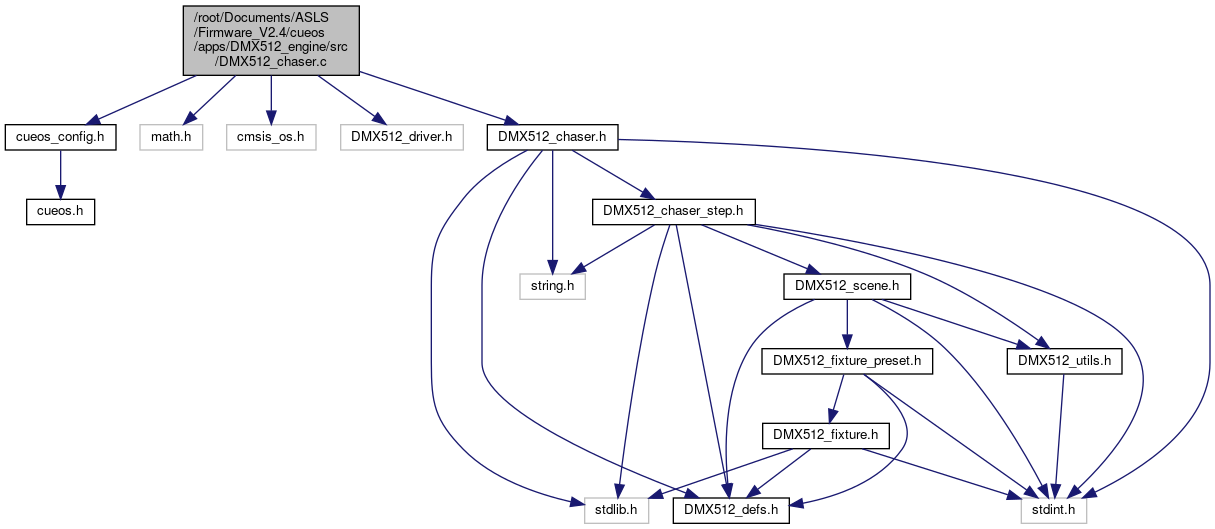 /root/Documents/ASLS
/Firmware_V2.4/cueos
/apps/DMX512_engine/src
/DMX512_chaser.c
cueos_config.h
math.h
cmsis_os.h
DMX512_driver.h
DMX512_chaser.h
cueos.h
DMX512_chaser_step.h
string.h
DMX512_scene.h
DMX512_fixture_preset.h
DMX512_utils.h
DMX512_fixture.h
stdlib.h
DMX512_defs.h
stdint.h